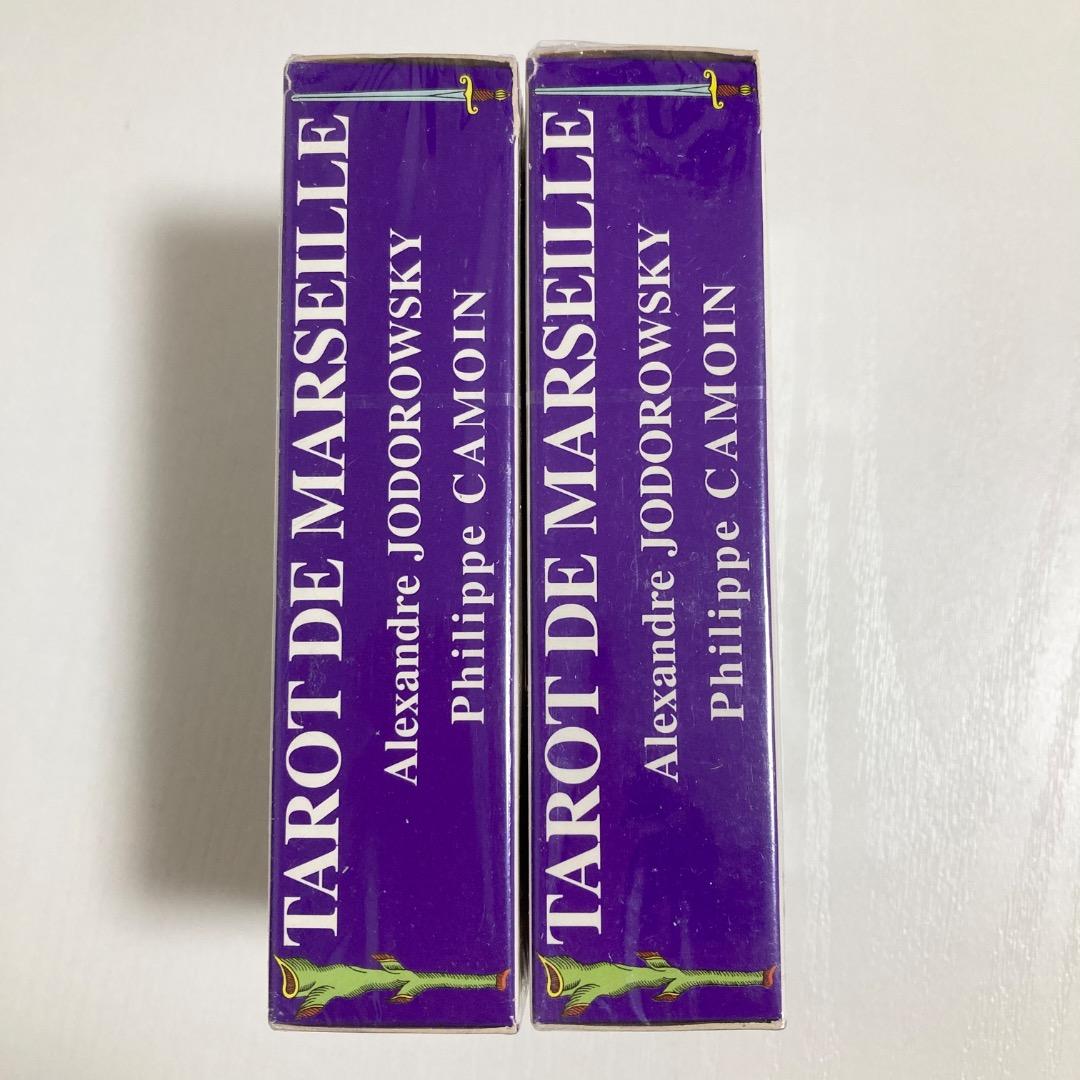 TAROT DE MARSEILLE
Alexandre JODOROWSKY
Philippe CAMOIN
TAROT DE MARSEILLE
Alexandre JODOROWSKY
Philippe CAMOIN